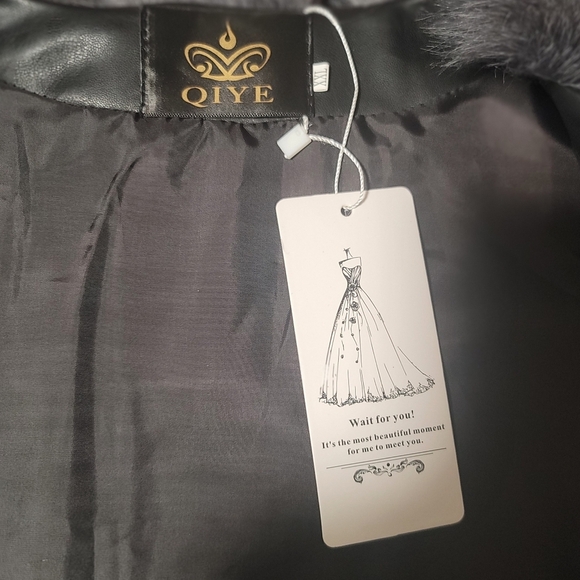 QIYE
Wait for you!
It's the most beautiful moment
for me to meet you.